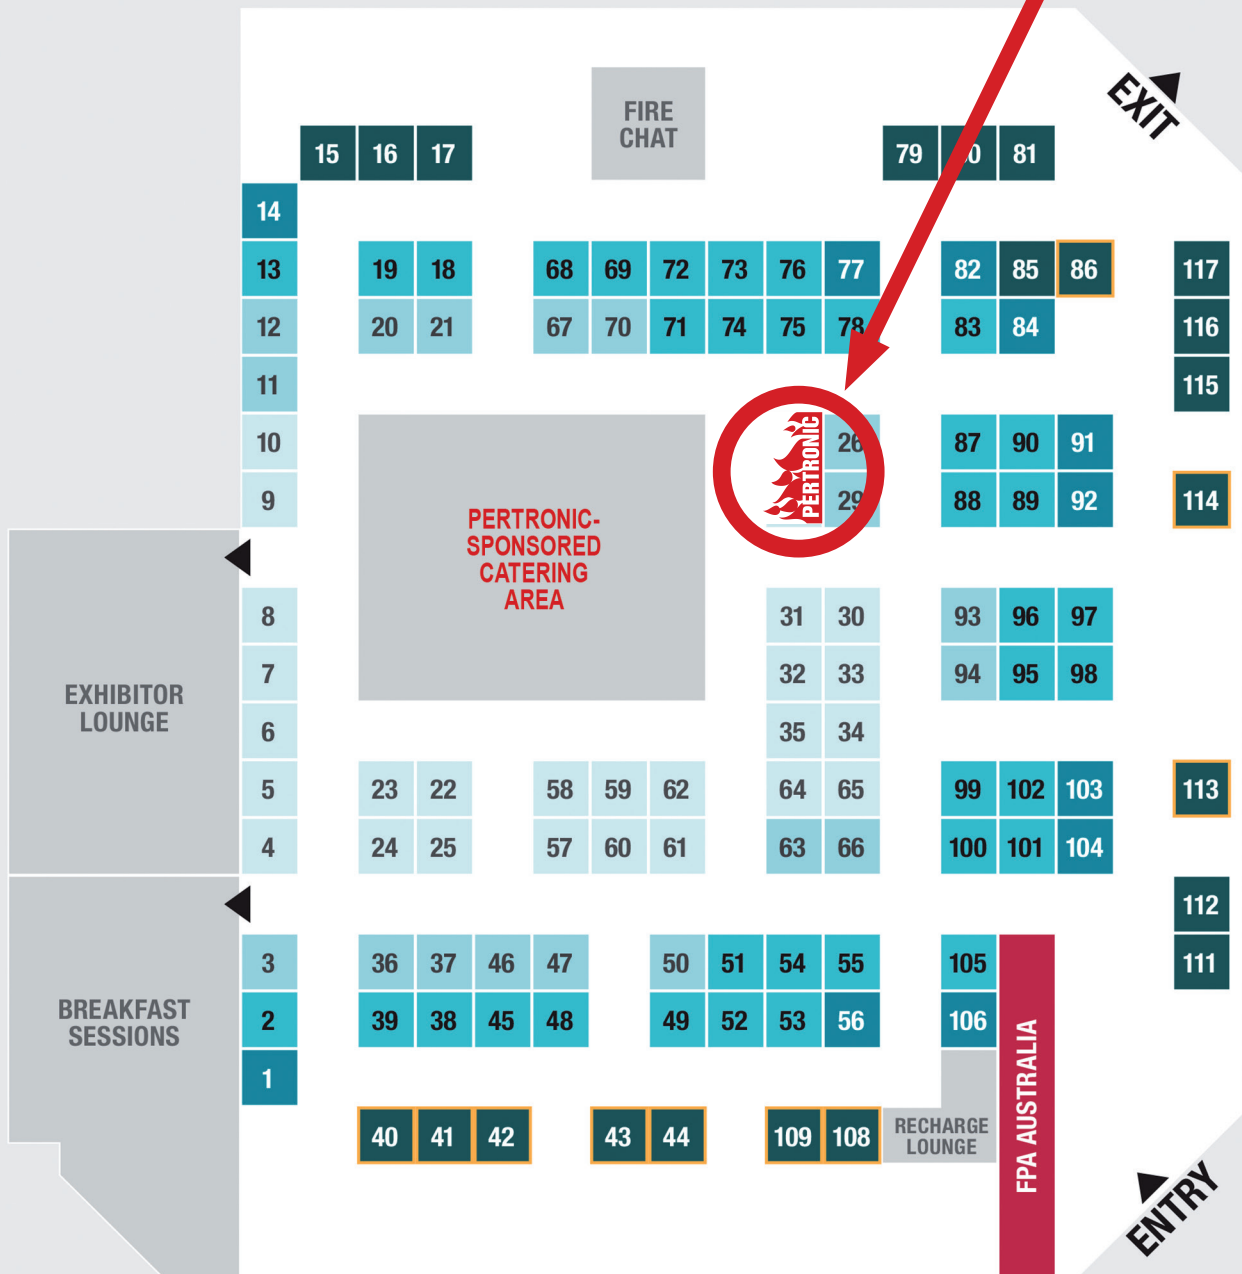 EXIT
FIRE
CHAT
15 16 17
79 81
14
13 19 18 68 69 72 73 76 77 82 85 86 117
12 20 21 67 70 71 74 75 78 83 84 116
11 115
10 PERTRONIC 26 87 90 91
9 29 88 89 92 114
PERTRONIC-
SPONSORED
CATERING
AREA
8 31 30 93 96 97
7 32 33 94 95 98
EXHIBITOR
LOUNGE
6 35 34
5 23 22 58 59 62 64 65 99 102 103 113
4 24 25 57 60 61 63 66 100 101 104
112
3 36 37 46 47 50 51 54 55 105 111
BREAKFAST
SESSIONS
2 39 38 45 48 49 52 53 56 106
1
40 41 42 43 44 109 108
RECHARGE
LOUNGE
FPA AUSTRALIA
ENTRY